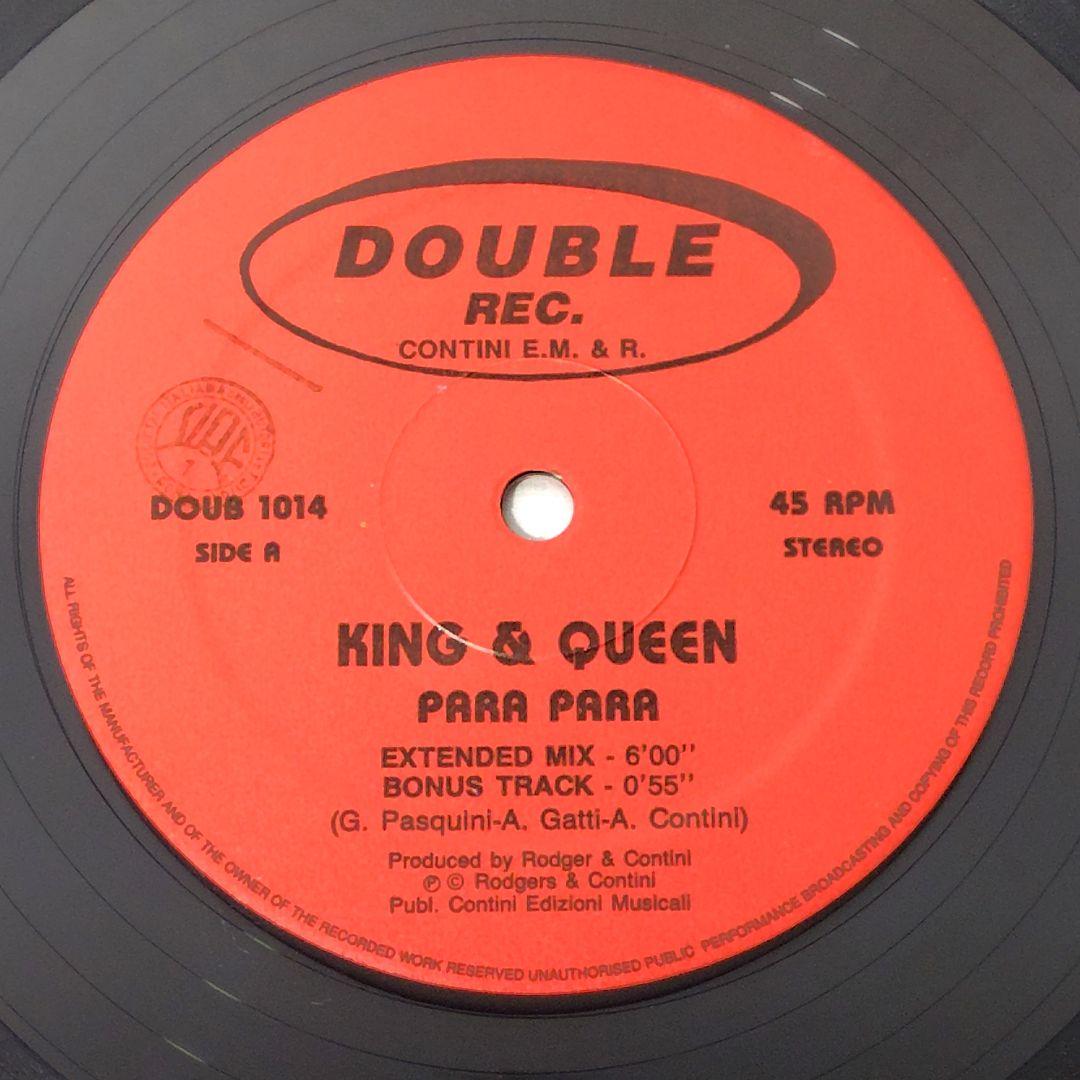 DOUBLE
REC.
CONTINI E.M. & R.
DOUB 1014
SIDE A
45 RPM
STEREO
KING & QUEEN
PARA PARA
EXTENDED MIX - 6'00"
BONUS TRACK - 0'55"
(G. Pasquini-A. Gatti-A. Contini)
Produced by Rodger & Contini
℗ © Rodgers & Contini
Publ. Contini Edizioni Musicali
ALL RIGHTS OF THE MANUFACTURER AND OF THE OWNER OF THE RECORDED WORK RESERVED UNAUTHORISED PUBLIC PERFORMANCE BROADCASTING AND COPYING OF THIS RECORD PROHIBITED